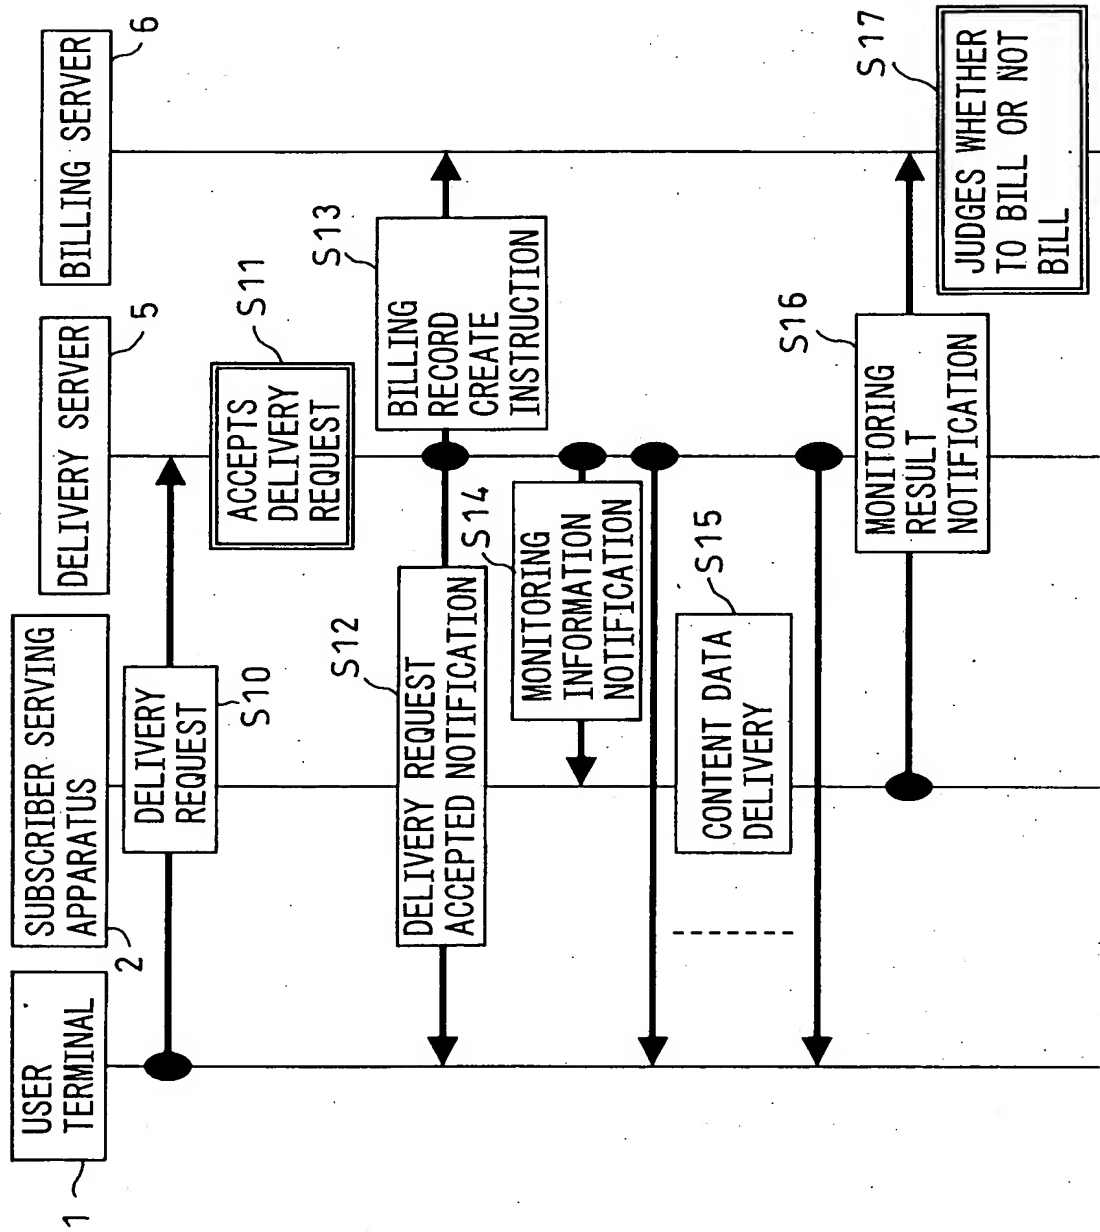 1
USER
TERMINAL
2
SUBSCRIBER SERVING
APPARATUS
5
DELIVERY SERVER
6
BILLING SERVER
DELIVERY
REQUEST
S10
S11
ACCEPTS
DELIVERY
REQUEST
S12
DELIVERY REQUEST
ACCEPTED NOTIFICATION
S13
BILLING
RECORD
CREATE
INSTRUCTION
S14
MONITORING
INFORMATION
NOTIFICATION
S15
CONTENT DATA
DELIVERY
S16
MONITORING
RESULT
NOTIFICATION
S17
JUDGES WHETHER
TO BILL OR NOT
BILL